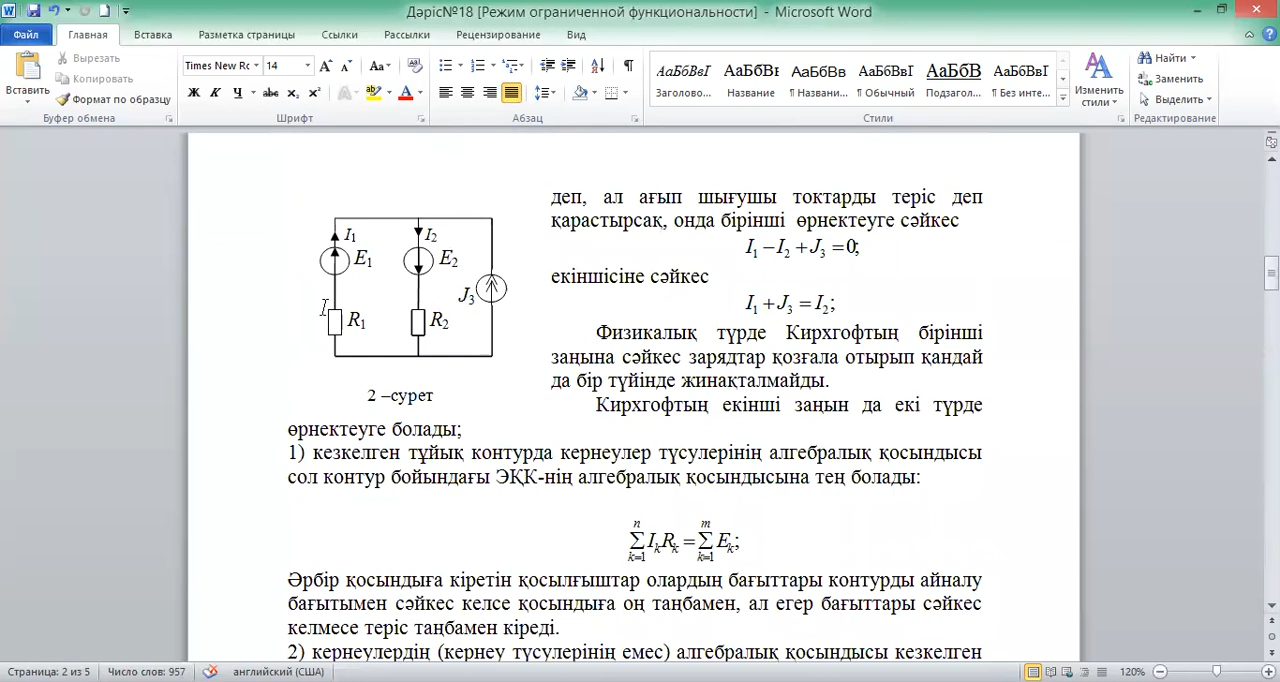 Дәріс№18 [Режим ограниченной функциональности] - Microsoft Word
Файл Главная Вставка Разметка страницы Ссылки Рассылки Рецензирование Вид
Вставить
Вырезать
Копировать
Формат по образцу
Буфер обмена
Times New Rc 14
Ж К Ч abc x₂ x² A ab A
Шрифт
Абзац
АаБбВвІ АаБбВı АаБбВв АаБбВвІ АаБбВ АаБбВвІ
Заголово... Название ¶ Названи... ¶ Обычный Подзагол... ¶ Без инте...
Стили
Изменить
стили
Найти
Заменить
Выделить
Редактирование
I₁ I₂
E₁ E₂
J₃
R₁ R₂
2 –сурет
деп, ал ағып шығушы токтарды теріс деп
қарастырсақ, онда бірінші өрнектеуге сәйкес
I₁ − I₂ + J₃ = 0;
екіншісіне сәйкес
I₁ + J₃ = I₂;
Физикалық түрде Кирхгофтың бірінші
заңына сәйкес зарядтар қозғала отырып қандай
да бір түйінде жинақталмайды.
Кирхгофтың екінші заңын да екі түрде
өрнектеуге болады;
1) кезкелген тұйық контурда кернеулер түсулерінің алгебралық қосындысы
сол контур бойындағы ЭҚК-нің алгебралық қосындысына тең болады:
n m
∑ IₖRₖ = ∑ Eₖ;
k=1 k=1
Әрбір қосындыға кіретін қосылғыштар олардың бағыттары контурды айналу
бағытымен сәйкес келсе қосындыға оң таңбамен, ал егер бағыттары сәйкес
келмесе теріс таңбамен кіреді.
2) кернеулердің (кернеу түсулерінің емес) алгебралық қосындысы кезкелген
Страница: 2 из 5 Число слов: 957 английский (США) 120%